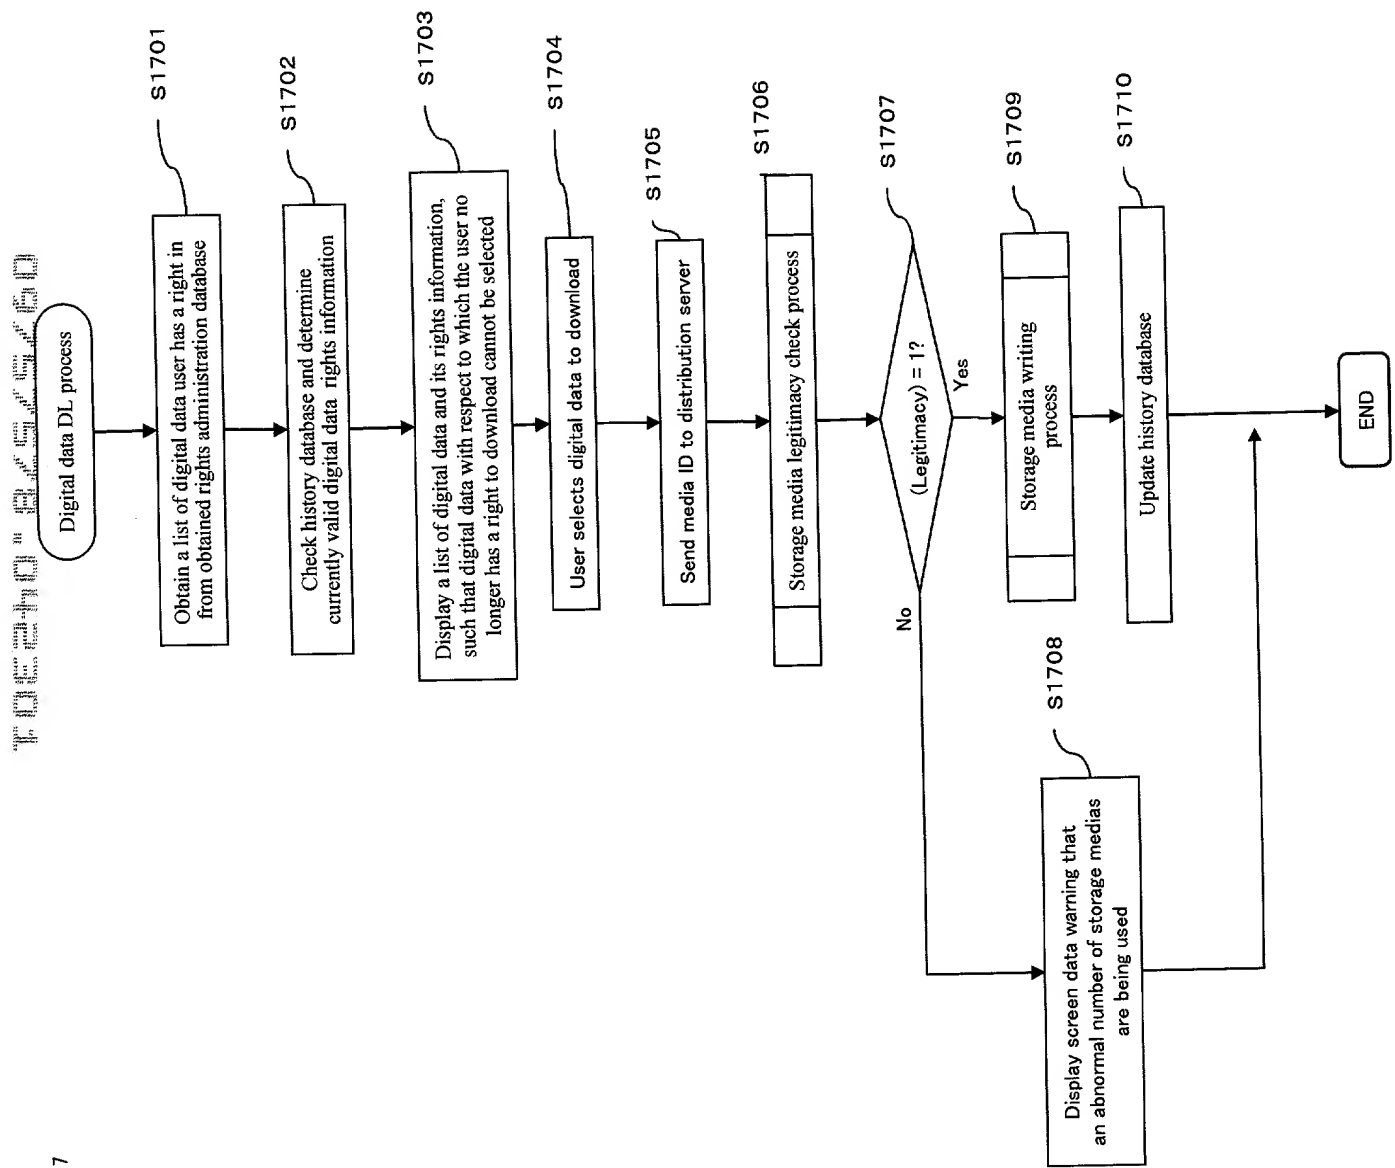 Digital data DL process
S1701
Obtain a list of digital data user has a right in
from obtained rights administration database
S1702
Check history database and determine
currently valid digital data rights information
S1703
Display a list of digital data and its rights information,
such that digital data with respect to which the user no
longer has a right to download cannot be selected
S1704
User selects digital data to download
S1705
Send media ID to distribution server
S1706
Storage media legitimacy check process
S1707
(Legitimacy) = 1?
No
Yes
S1708
Display screen data warning that
an abnormal number of storage medias
are being used
S1709
Storage media writing
process
S1710
Update history database
END
7